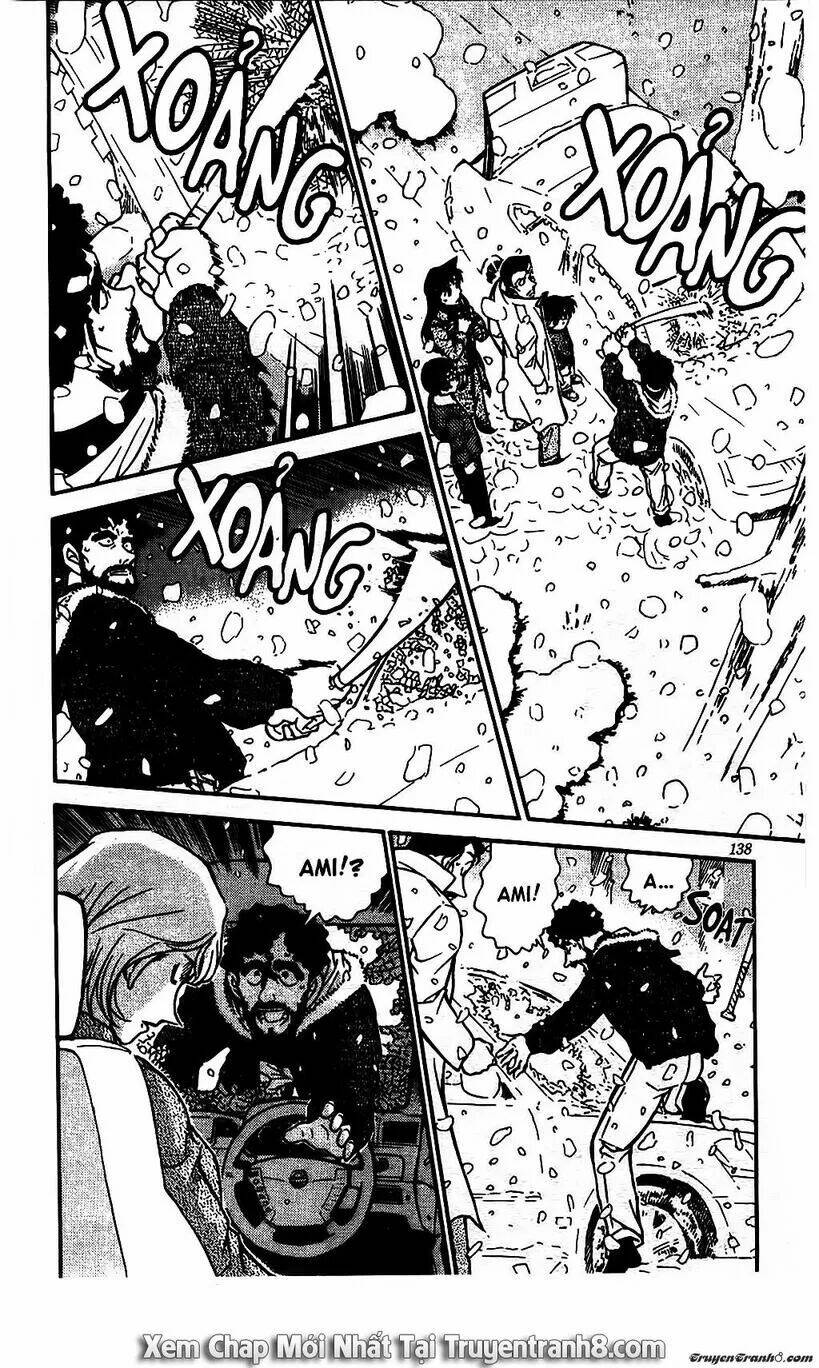 XOẢNG
XOẢNG
XOẢNG
138
AMI!?
AMI!
A...
SOẠT
Xem Chap Mới Nhất Tại Truyentranh8.com
TruyenTranh8.com